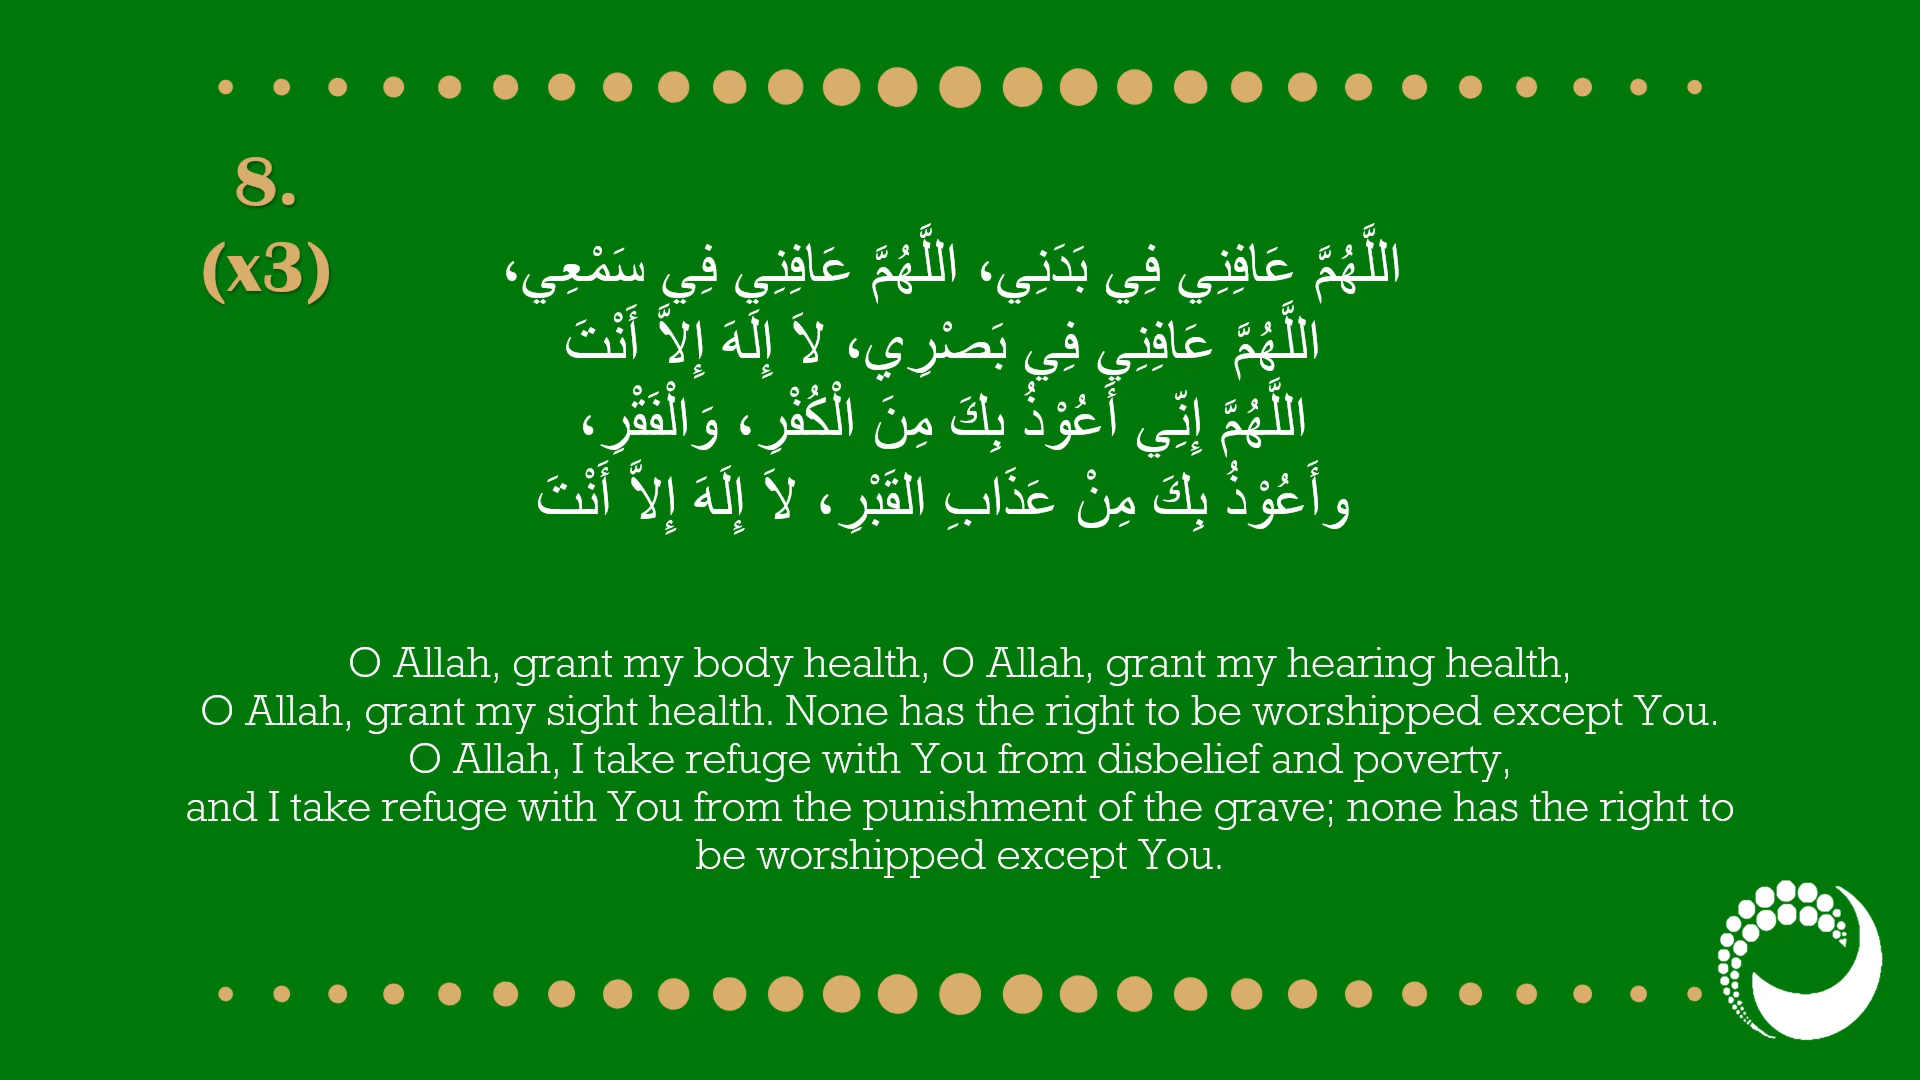 8.
(x3)
اللَّهُمَّ عَافِنِي فِي بَدَنِي، اللَّهُمَّ عَافِنِي فِي سَمْعِي،
اللَّهُمَّ عَافِنِي فِي بَصْرِي، لاَ إِلَهَ إِلاَّ أَنْتَ
اللَّهُمَّ إِنِّي أَعُوْذُ بِكَ مِنَ الْكُفْرِ، وَالْفَقْرِ،
وأَعُوْذُ بِكَ مِنْ عَذَابِ القَبْرِ، لاَ إِلَهَ إِلاَّ أَنْتَ
O Allah, grant my body health, O Allah, grant my hearing health,
O Allah, grant my sight health. None has the right to be worshipped except You.
O Allah, I take refuge with You from disbelief and poverty,
and I take refuge with You from the punishment of the grave; none has the right to
be worshipped except You.